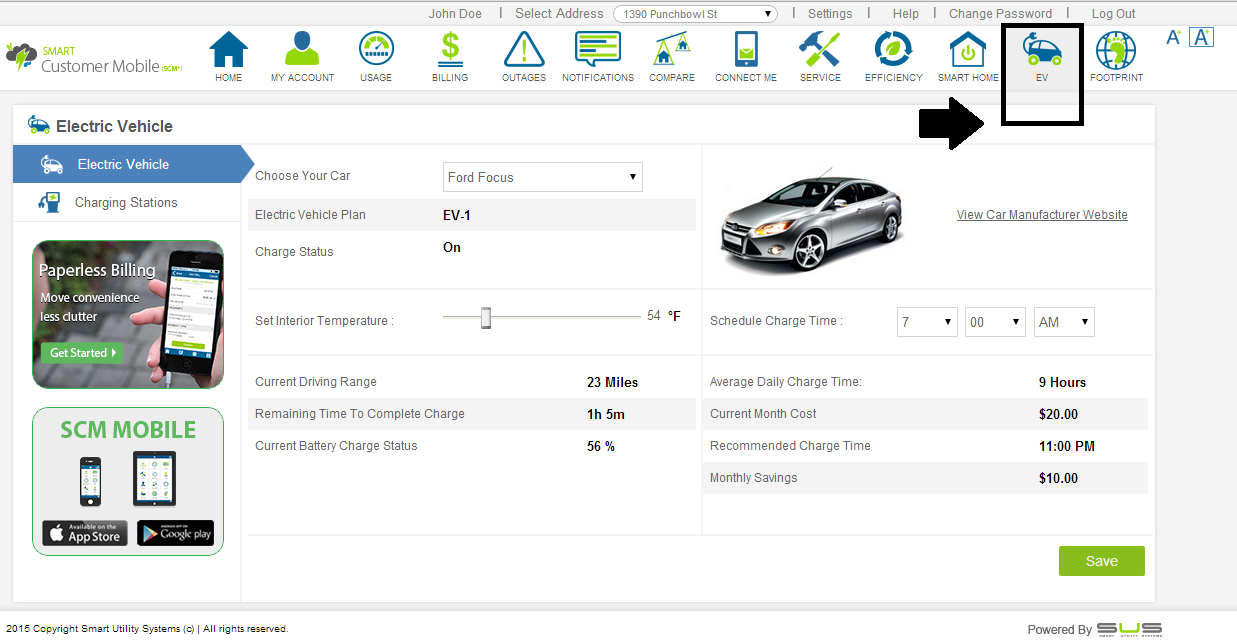 John Doe | Select Address 1390 Punchbowl St | Settings | Help | Change Password | Log Out
SMART
Customer Mobile (SCM®)
HOME MY ACCOUNT USAGE BILLING OUTAGES NOTIFICATIONS COMPARE CONNECT ME SERVICE EFFICIENCY SMART HOME EV FOOTPRINT
A+ A+
Electric Vehicle
Electric Vehicle
Charging Stations
Paperless Billing
Move convenience
less clutter
Get Started
SCM MOBILE
Available on the
App Store
ANDROID APP ON
Google play
Choose Your Car Ford Focus
Electric Vehicle Plan EV-1
Charge Status On
View Car Manufacturer Website
Set Interior Temperature : 54 °F
Schedule Charge Time : 7 00 AM
Current Driving Range 23 Miles
Remaining Time To Complete Charge 1h 5m
Current Battery Charge Status 56 %
Average Daily Charge Time: 9 Hours
Current Month Cost $20.00
Recommended Charge Time 11:00 PM
Monthly Savings $10.00
Save
2015 Copyright Smart Utility Systems (c) | All rights reserved.
Powered By SUS
SMART UTILITY SYSTEMS